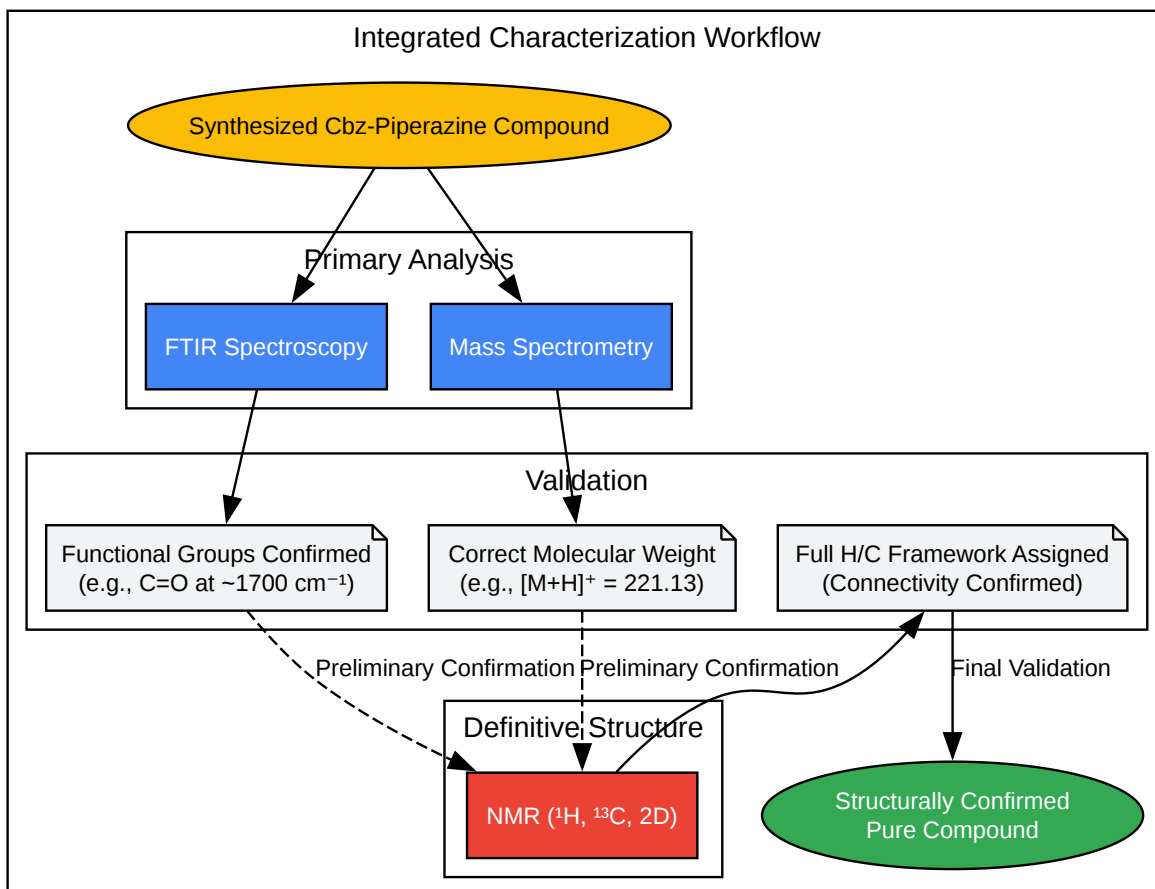 Integrated Characterization Workflow
Synthesized Cbz-Piperazine Compound
Primary Analysis
FTIR Spectroscopy
Mass Spectrometry
Validation
Functional Groups Confirmed
(e.g., C=O at ~1700 cm⁻¹)
Correct Molecular Weight
(e.g., [M+H]⁺ = 221.13)
Full H/C Framework Assigned
(Connectivity Confirmed)
Preliminary Confirmation
Preliminary Confirmation
Final Validation
Definitive Structure
NMR (¹H, ¹³C, 2D)
Structurally Confirmed
Pure Compound